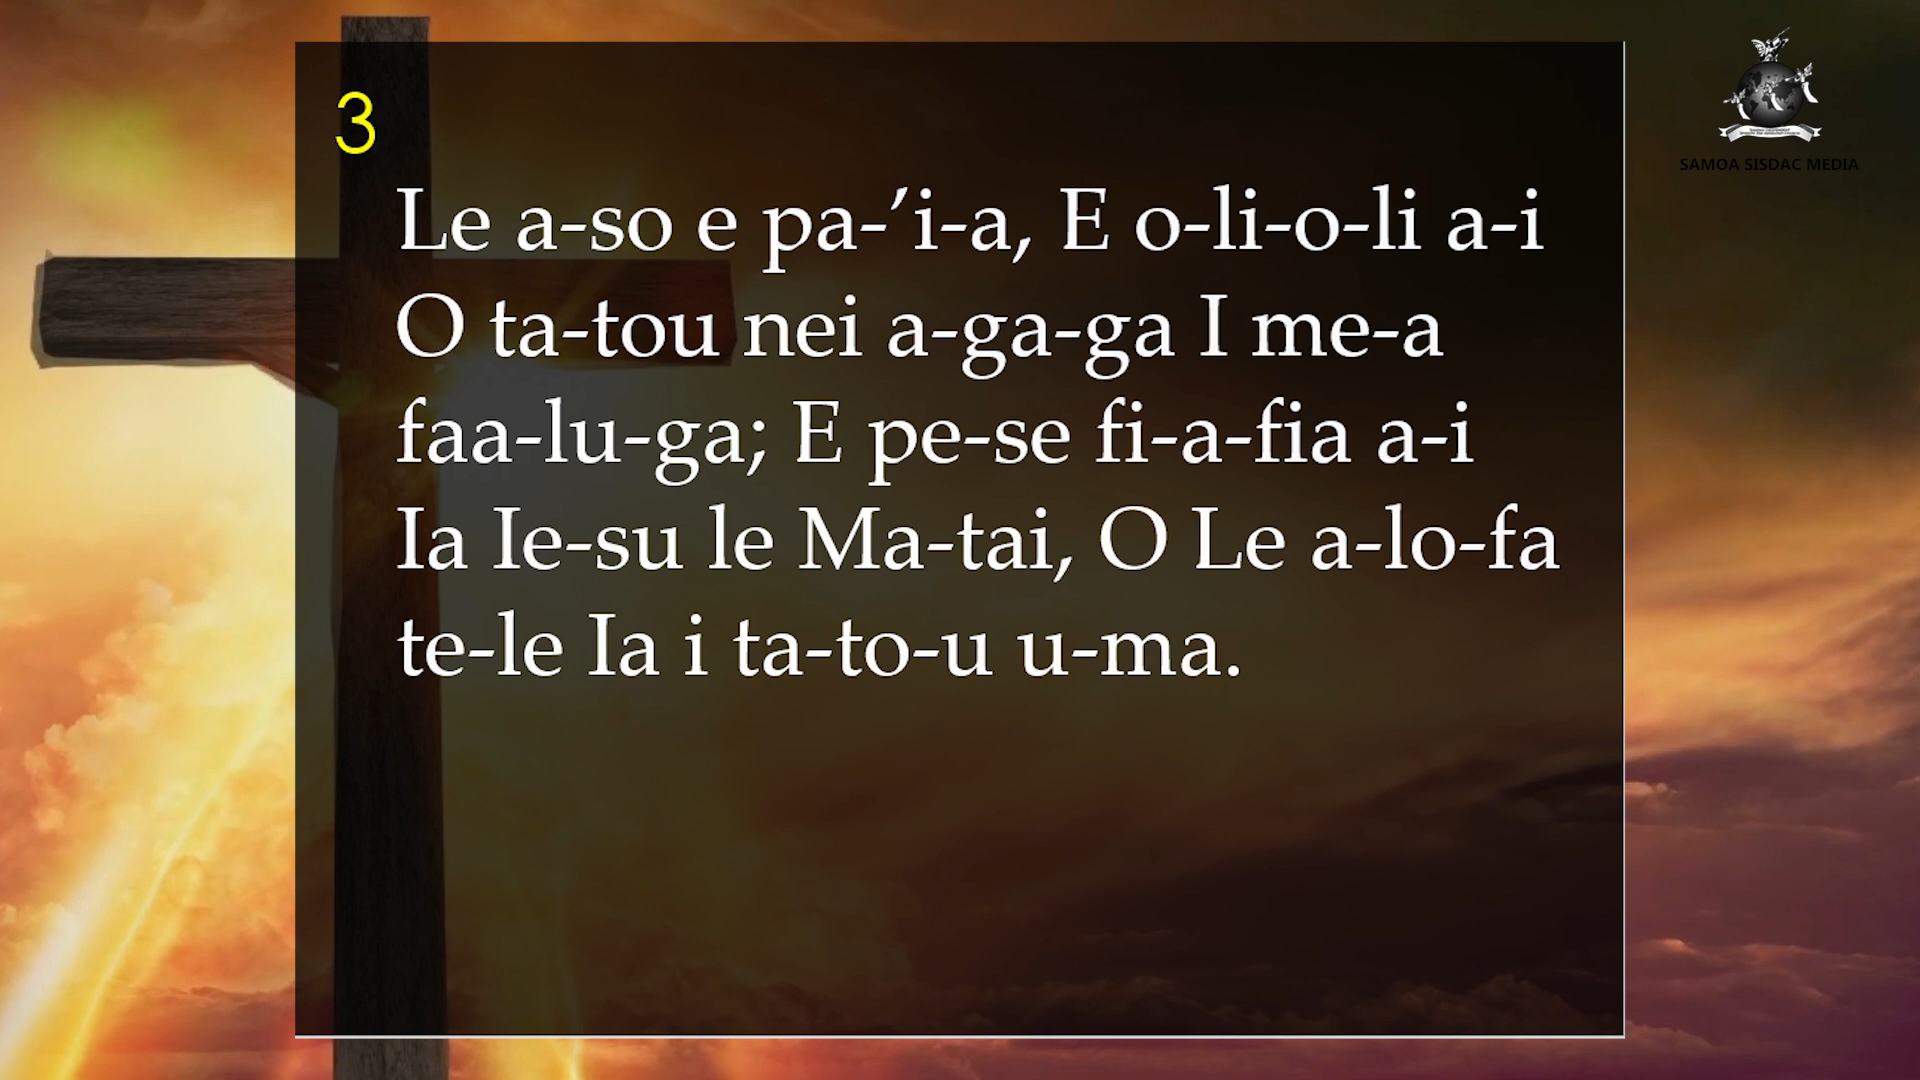 3
SAMOA SISDAC MEDIA
Le a-so e pa-’i-a, E o-li-o-li a-i
O ta-tou nei a-ga-ga I me-a
faa-lu-ga; E pe-se fi-a-fia a-i
Ia Ie-su le Ma-tai, O Le a-lo-fa
te-le Ia i ta-to-u u-ma.